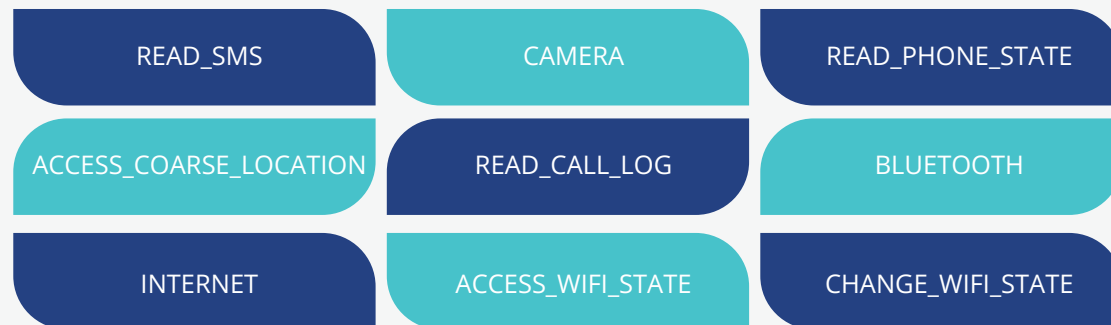 READ_SMS
CAMERA
READ_PHONE_STATE
ACCESS_COARSE_LOCATION
READ_CALL_LOG
BLUETOOTH
INTERNET
ACCESS_WIFI_STATE
CHANGE_WIFI_STATE